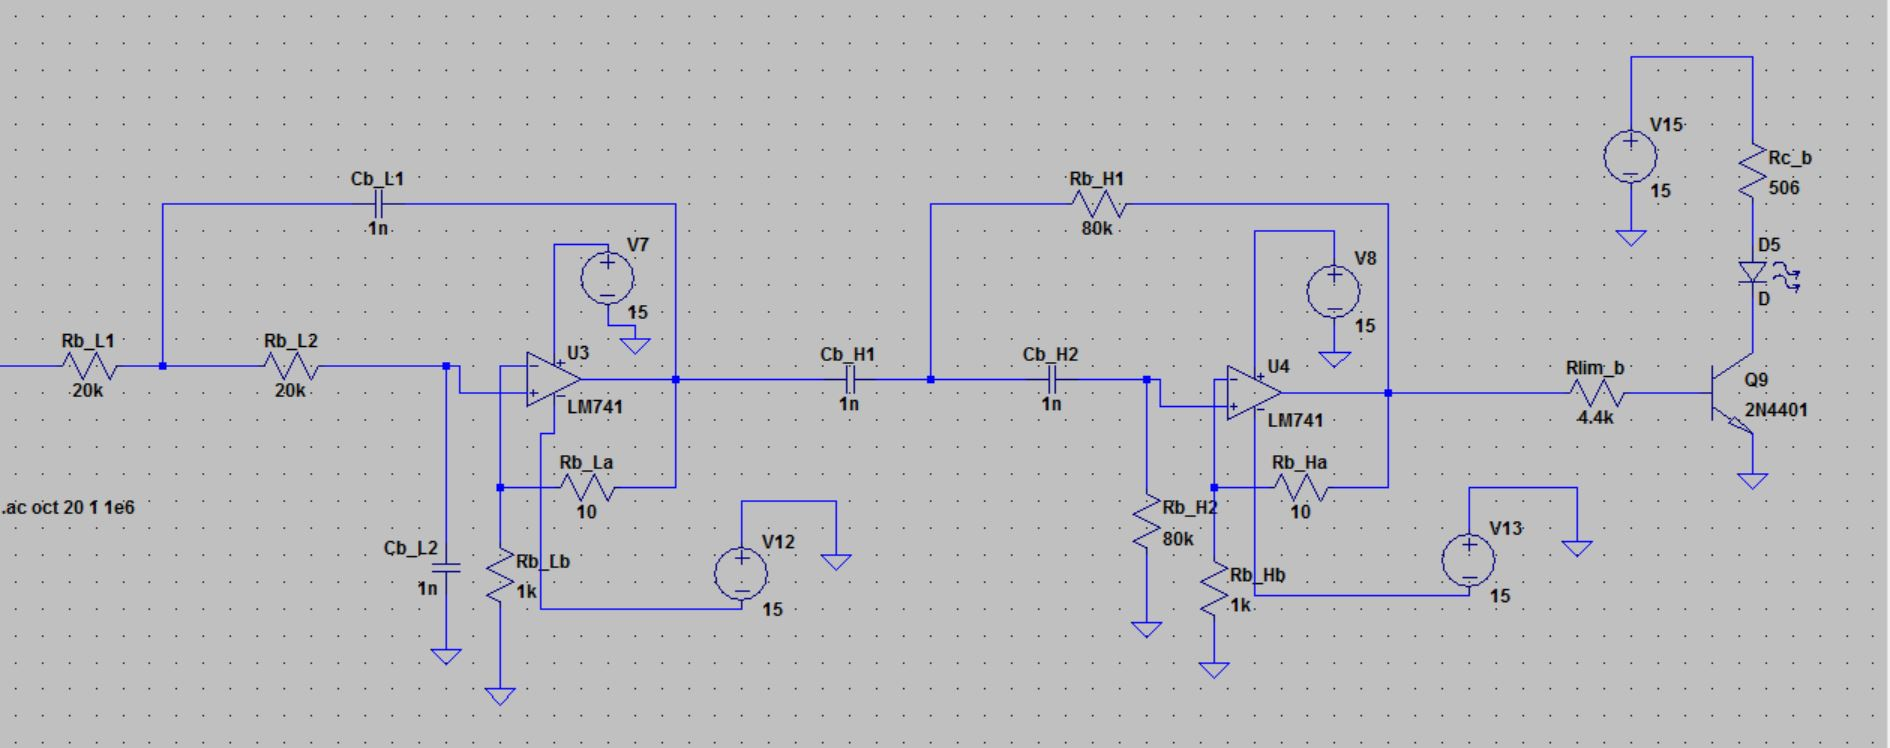 V15
15
Rc_b
506
Cb_L1
1n
Rb_H1
80k
V7
15
V8
15
D5
D
Rb_L1
20k
Rb_L2
20k
U3
LM741
Cb_H1
1n
Cb_H2
1n
U4
LM741
Rlim_b
4.4k
Q9
2N4401
Rb_La
10
Rb_Ha
10
.ac oct 20 1 1e6
Cb_L2
1n
Rb_Lb
1k
V12
15
Rb_H2
80k
Rb_Hb
1k
V13
15